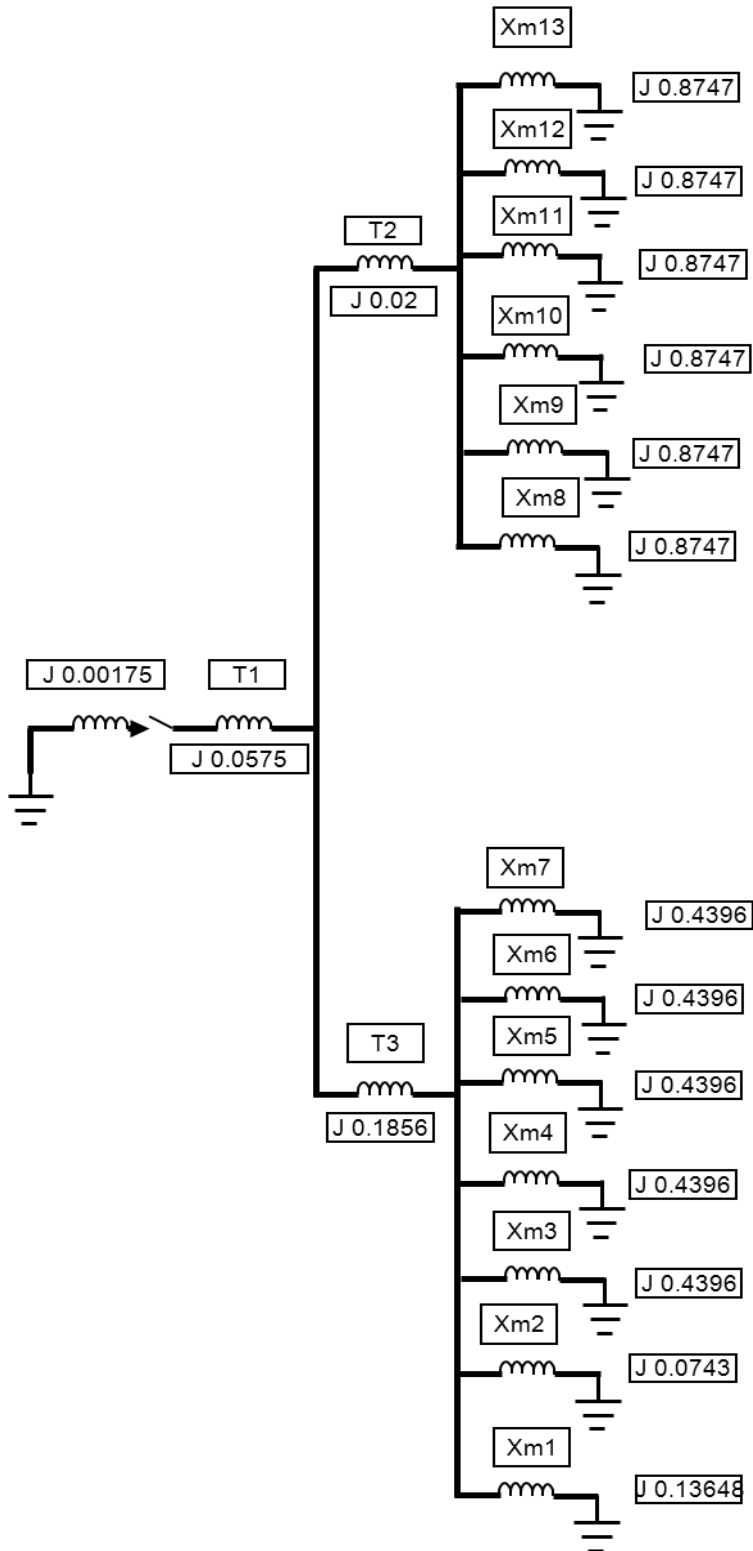 Xm13
J 0.8747
Xm12
J 0.8747
Xm11
T2
J 0.8747
J 0.02
Xm10
J 0.8747
Xm9
J 0.8747
Xm8
J 0.8747
J 0.00175
T1
J 0.0575
Xm7
J 0.4396
Xm6
J 0.4396
Xm5
T3
J 0.4396
J 0.1856
Xm4
J 0.4396
Xm3
J 0.4396
Xm2
J 0.0743
Xm1
J 0.13648